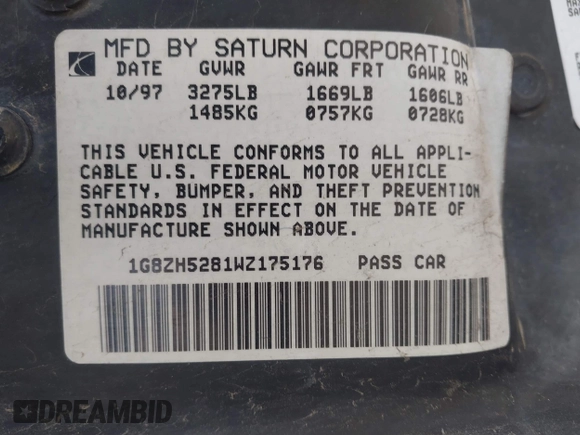 MFD BY SATURN CORPORATION
DATE GVWR GAWR FRT GAWR RR
10/97 3275LB 1669LB 1606LB
1485KG 0757KG 0728KG
THIS VEHICLE CONFORMS TO ALL APPLI-
CABLE U.S. FEDERAL MOTOR VEHICLE
SAFETY, BUMPER, AND THEFT PREVENTION
STANDARDS IN EFFECT ON THE DATE OF
MANUFACTURE SHOWN ABOVE.
1G8ZH5281WZ175176 PASS CAR
DREAMBID